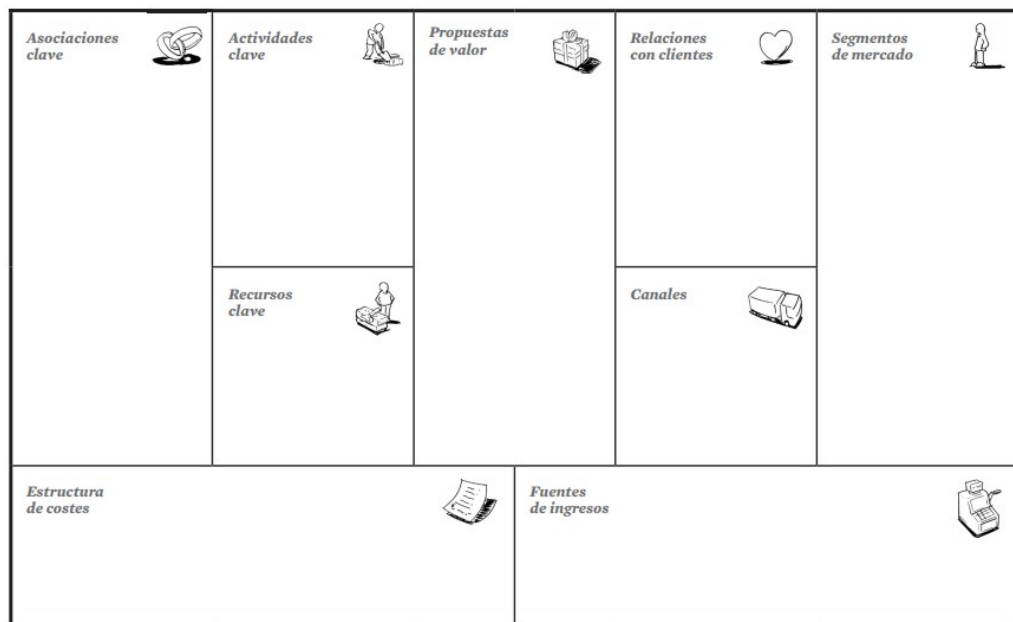 Asociaciones
clave
Actividades
clave
Propuestas
de valor
Relaciones
con clientes
Segmentos
de mercado
Recursos
clave
Canales
Estructura
de costes
Fuentes
de ingresos